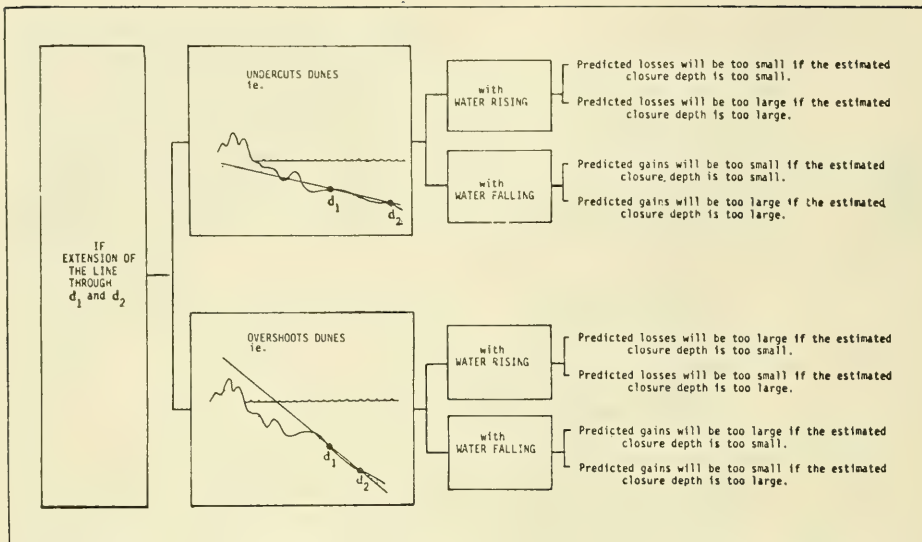 IF
EXTENSION OF
THE LINE
THROUGH
d1 and d2
UNDERCUTS DUNES
ie.
d1
d2
with
WATER RISING
Predicted losses will be too small if the estimated
closure depth is too small.
Predicted losses will be too large if the estimated
closure depth is too large.
with
WATER FALLING
Predicted gains will be too small if the estimated
closure depth is too small.
Predicted gains will be too large if the estimated
closure depth is too large.
OVERSHOOTS DUNES
ie.
d1
d2
with
WATER RISING
Predicted losses will be too large if the estimated
closure depth is too small.
Predicted losses will be too small if the estimated
closure depth is too large.
with
WATER FALLING
Predicted gains will be too large if the estimated
closure depth is too small.
Predicted gains will be too small if the estimated
closure depth is too large.